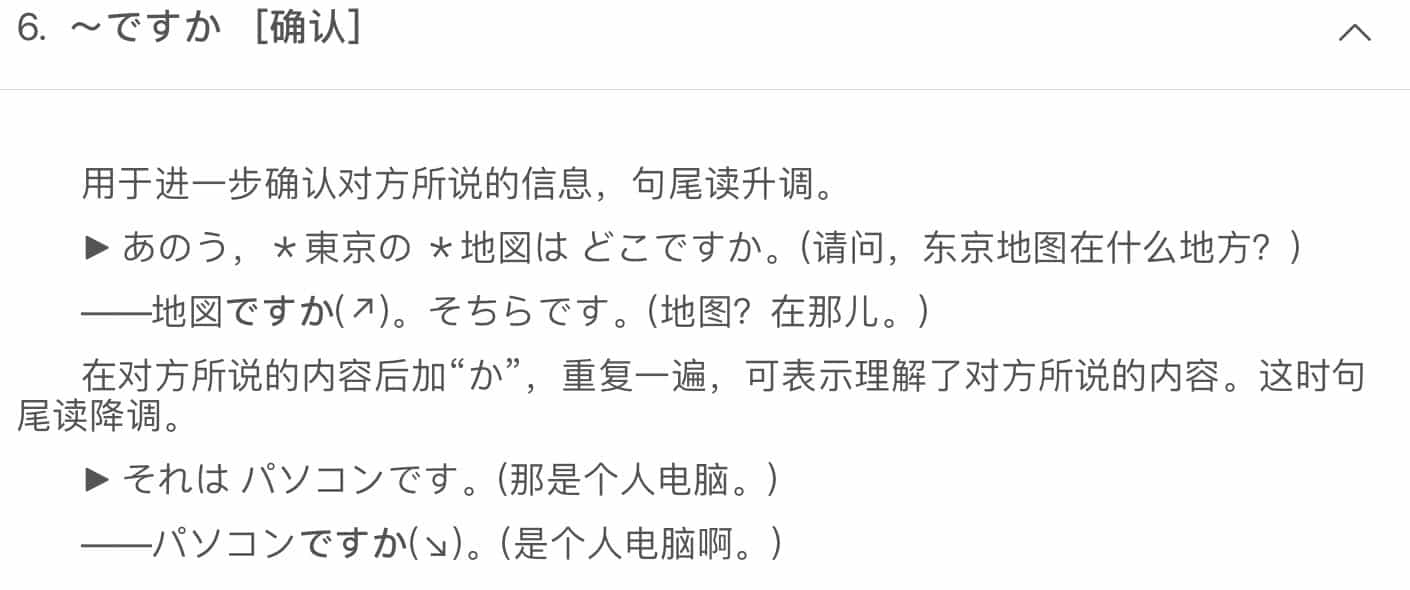 6. ～ですか ［确认］
用于进一步确认对方所说的信息，句尾读升调。
▶ あのう，＊東京の ＊地図は どこですか。(请问，东京地图在什么地方？)
——地図ですか(↗)。そちらです。(地图？在那儿。)
在对方所说的内容后加“か”，重复一遍，可表示理解了对方所说的内容。这时句
尾读降调。
▶ それは パソコンです。(那是个人电脑。)
——パソコンですか(↘)。(是个人电脑啊。)